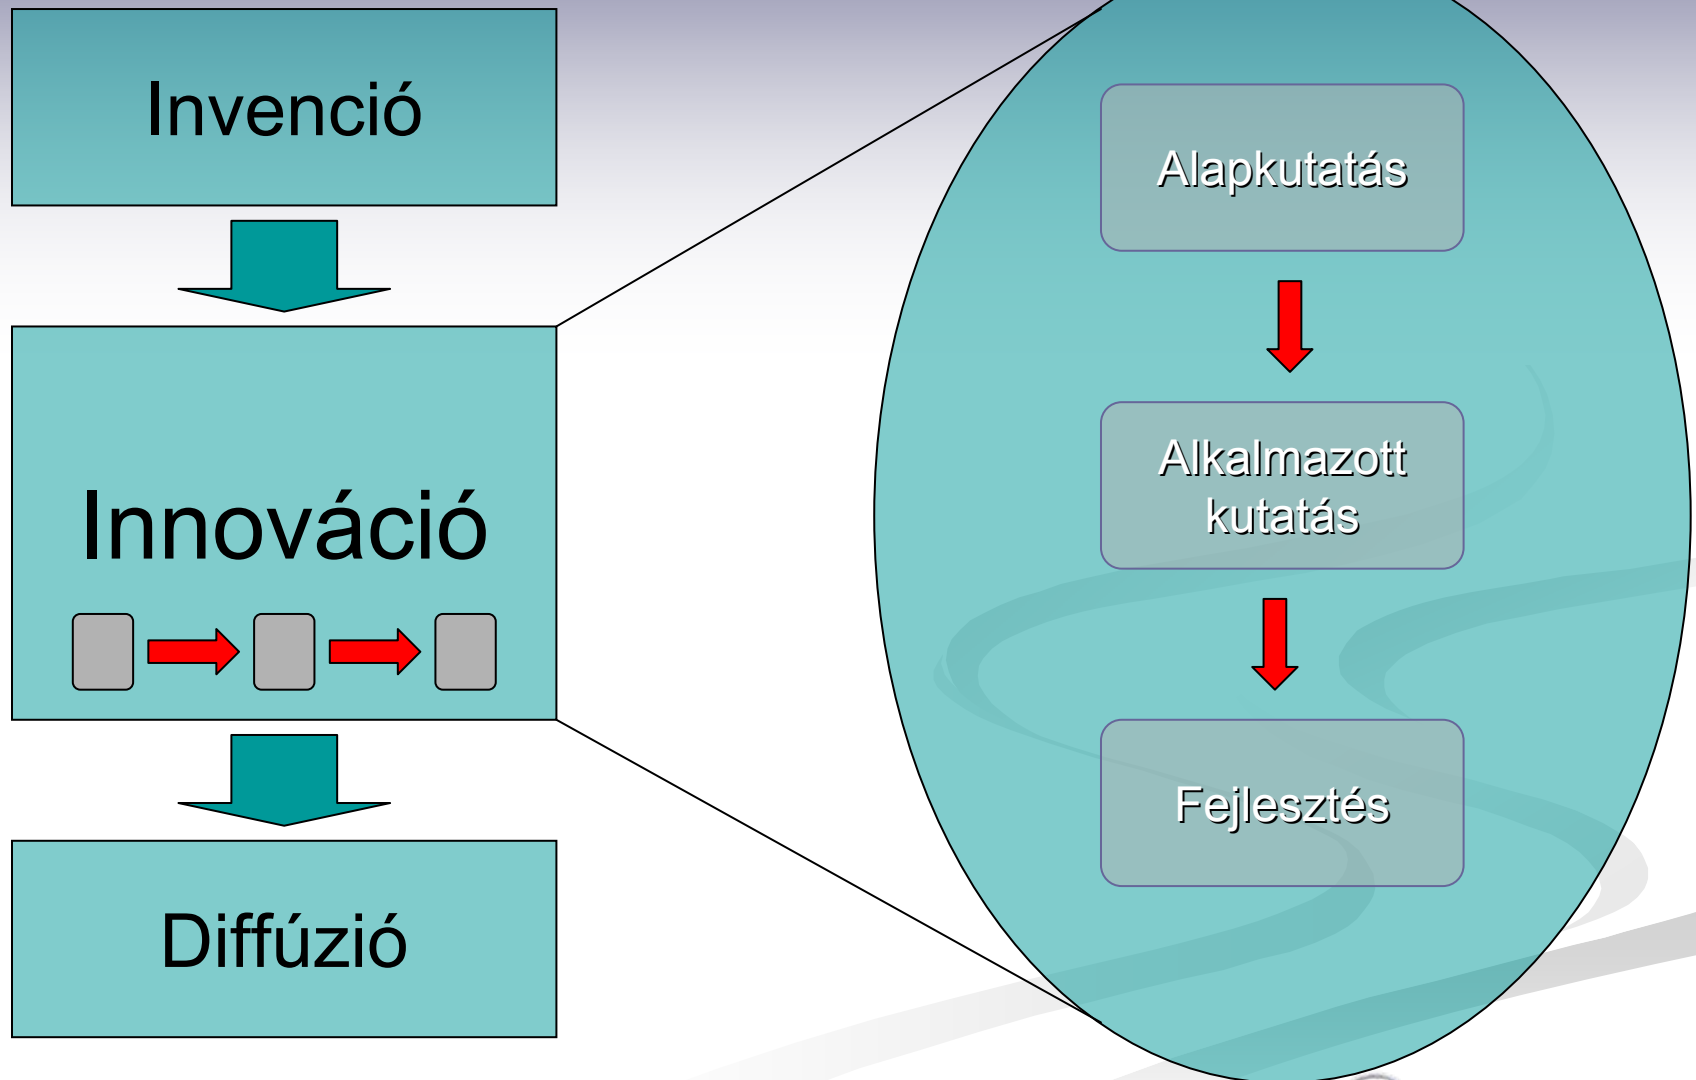 Invenció
Innováció
Diffúzió
Alapkutatás
Alkalmazott
kutatás
Fejlesztés